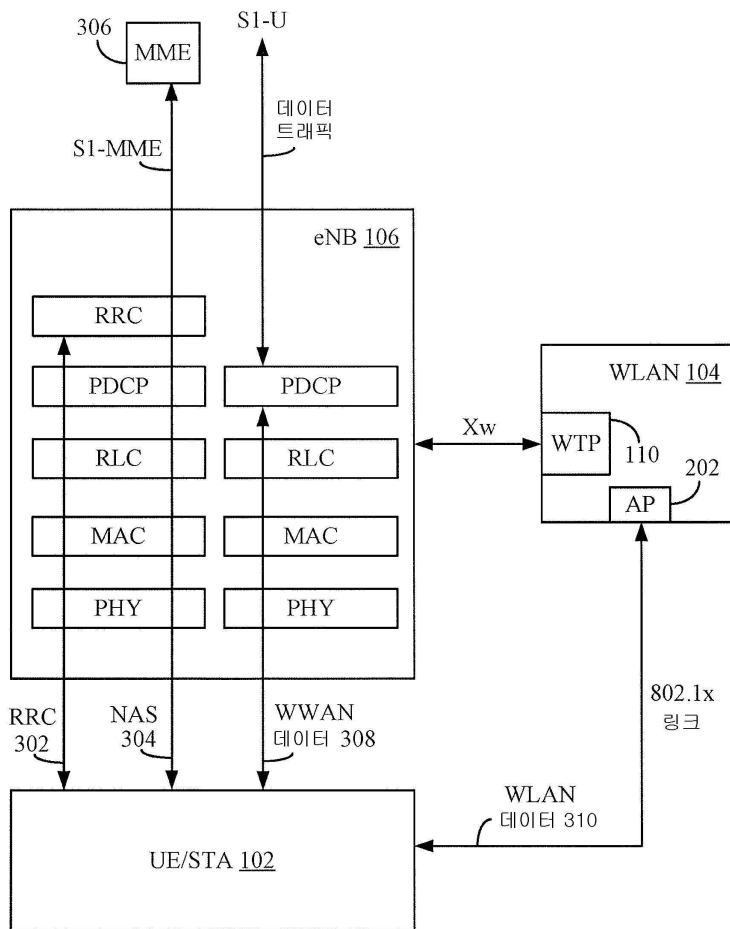 306
MME
S1-U
데이터
트래픽
S1-MME
eNB 106
RRC
PDCP
PDCP
RLC
RLC
MAC
MAC
PHY
PHY
Xw
WLAN 104
WTP
110
202
AP
RRC
302
NAS
304
WWAN
데이터 308
802.1x
링크
WLAN
데이터 310
UE/STA 102